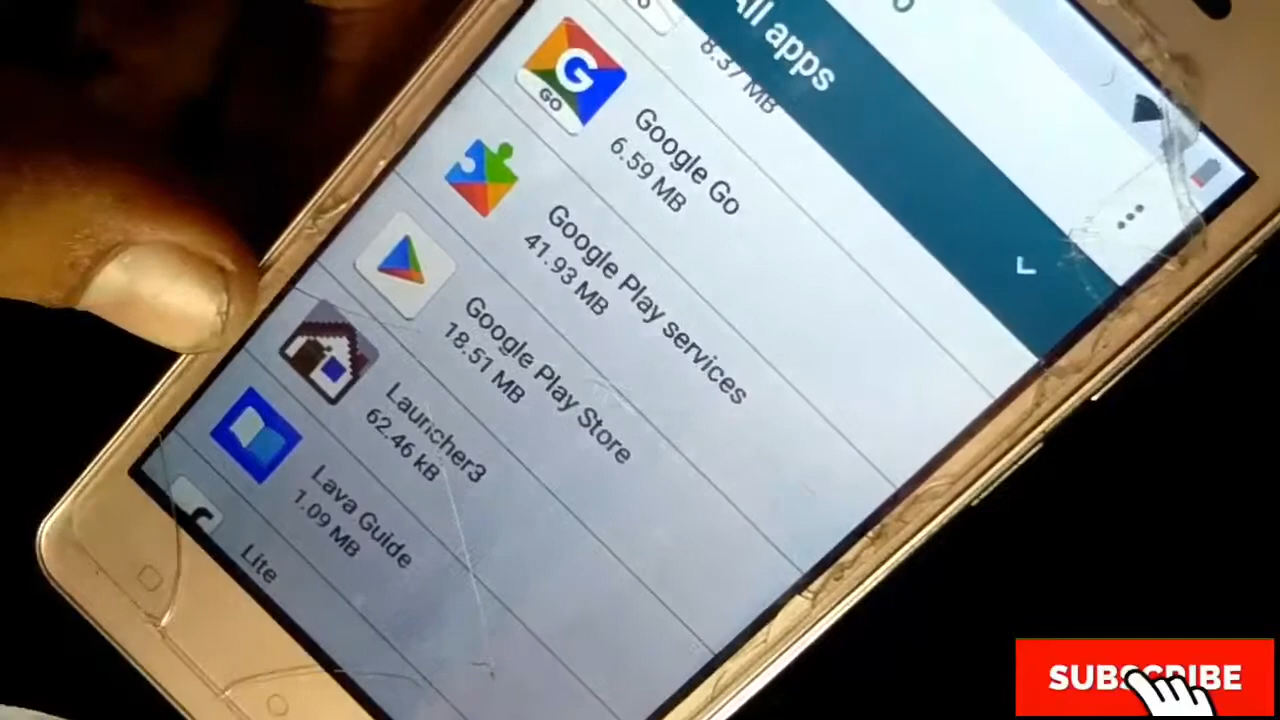 All apps
8.37 MB
G
GO
Google Go
6.59 MB
Google Play services
41.93 MB
Google Play Store
18.51 MB
Launcher3
62.46 kB
Lava Guide
1.09 MB
Lite
SUBSCRIBE